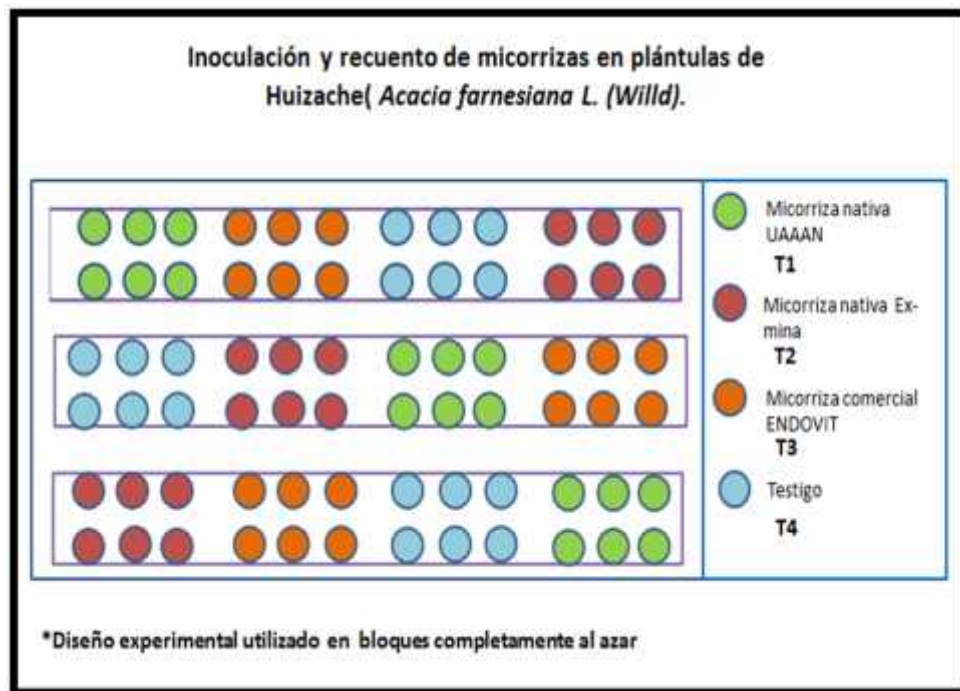 Inoculación y recuento de micorrizas en plántulas de
Huizache( Acacia farnesiana L. (Willd).
Micorriza nativa
UAAAN
T1
Micorriza nativa Ex-
mina
T2
Micorriza comercial
ENDOVIT
T3
Testigo
T4
*Diseño experimental utilizado en bloques completamente al azar